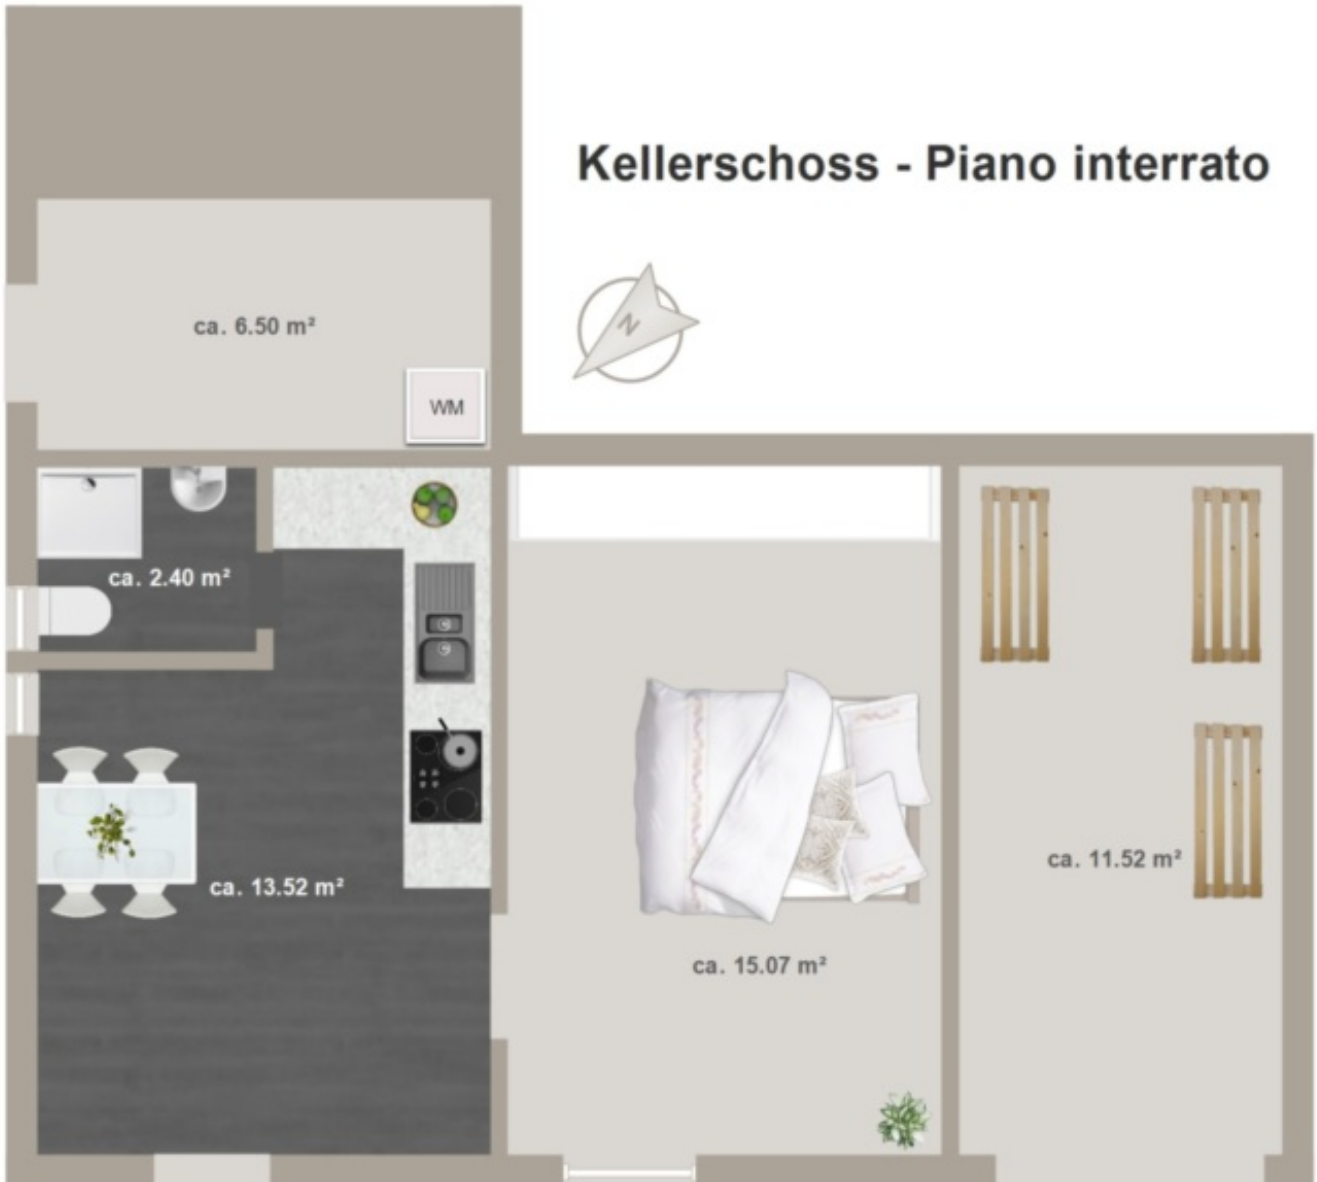 Kellerschoss - Piano interrato
N
ca. 6.50 m²
WM
ca. 2.40 m²
ca. 13.52 m²
ca. 15.07 m²
ca. 11.52 m²